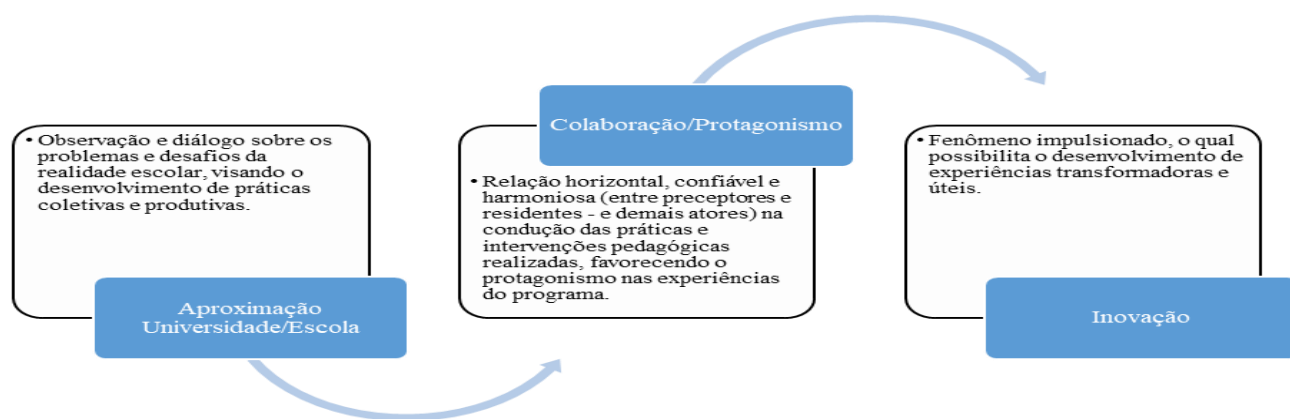 • Observação e diálogo sobre os
problemas e desafios da
realidade escolar, visando o
desenvolvimento de práticas
coletivas e produtivas.
Aproximação
Universidade/Escola
Colaboração/Protagonismo
• Relação horizontal, confiável e
harmoniosa (entre preceptores e
residentes - e demais atores) na
condução das práticas e
intervenções pedagógicas
realizadas, favorecendo o
protagonismo nas experiências
do programa.
• Fenômeno impulsionado, o qual
possibilita o desenvolvimento de
experiências transformadoras e
úteis.
Inovação